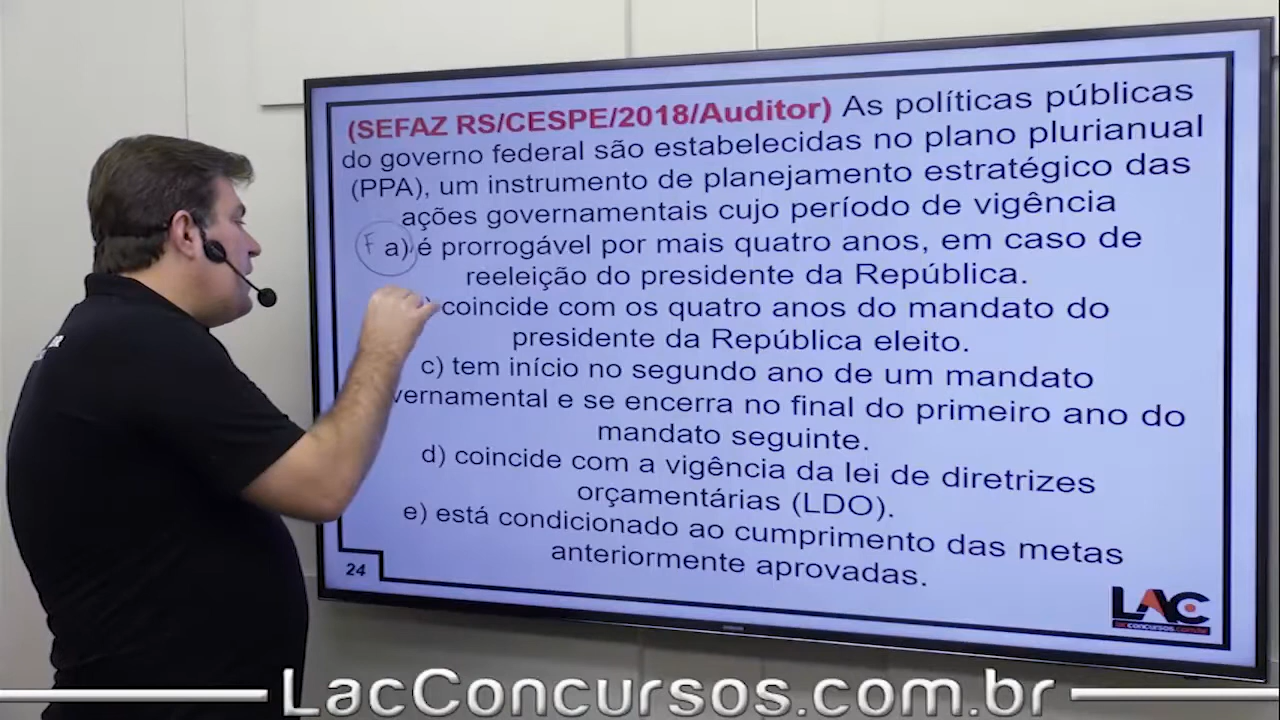 (SEFAZ RS/CESPE/2018/Auditor) As políticas públicas
do governo federal são estabelecidas no plano plurianual
(PPA), um instrumento de planejamento estratégico das
ações governamentais cujo período de vigência
F a) é prorrogável por mais quatro anos, em caso de
reeleição do presidente da República.
coincide com os quatro anos do mandato do
presidente da República eleito.
c) tem início no segundo ano de um mandato
vernamental e se encerra no final do primeiro ano do
mandato seguinte.
d) coincide com a vigência da lei de diretrizes
orçamentárias (LDO).
e) está condicionado ao cumprimento das metas
anteriormente aprovadas.
24
LAC
lacconcursos.com.br
LacConcursos.com.br